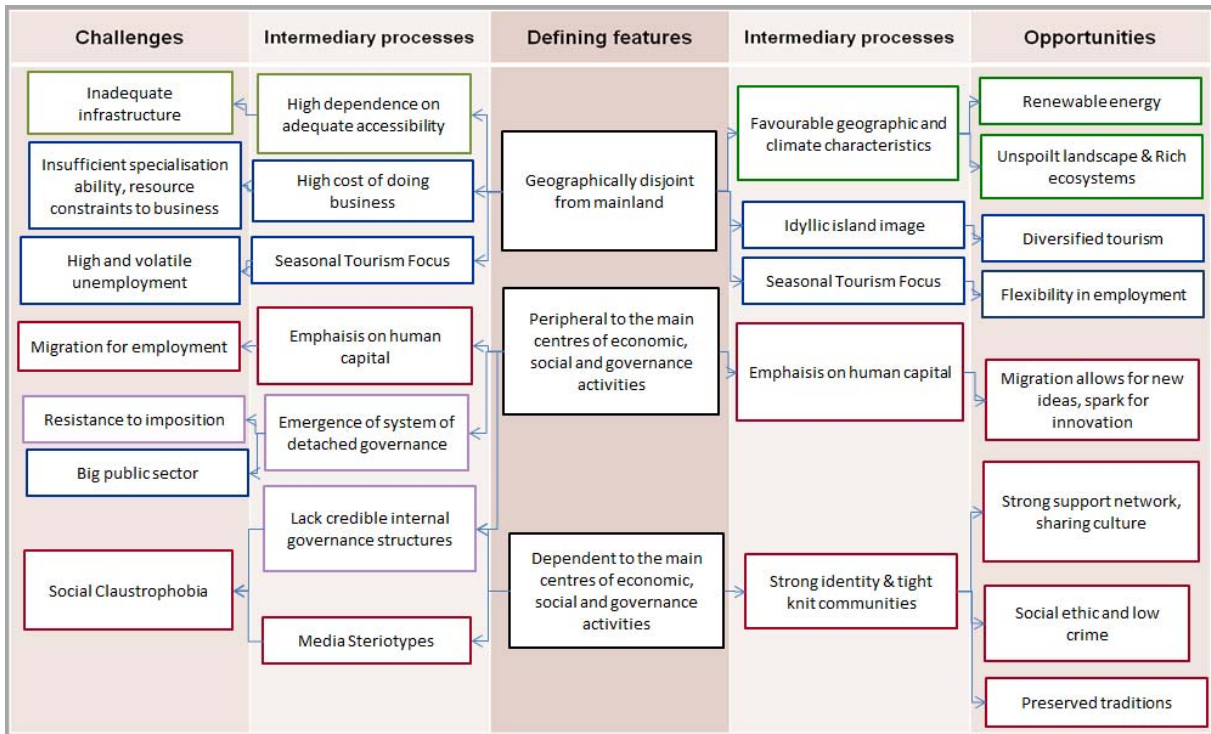 Challenges
Intermediary processes
Defining features
Intermediary processes
Opportunities
Inadequate
infrastructure
Insufficient specialisation
ability, resource
constraints to business
High and volatile
unemployment
Migration for employment
Resistance to imposition
Big public sector
Social Claustrophobia
High dependence on
adequate accessibility
High cost of doing
business
Seasonal Tourism Focus
Emphaisis on human
capital
Emergence of system of
detached governance
Lack credible internal
governance structures
Media Steriotypes
Geographically disjoint
from mainland
Peripheral to the main
centres of economic,
social and governance
activities
Dependent to the main
centres of economic,
social and governance
activities
Favourable geographic and
climate characteristics
Idyllic island image
Seasonal Tourism Focus
Emphaisis on human capital
Strong identity & tight
knit communities
Renewable energy
Unspoilt landscape & Rich
ecosystems
Diversified tourism
Flexibility in employment
Migration allows for new
ideas, spark for
innovation
Strong support network,
sharing culture
Social ethic and low
crime
Preserved traditions